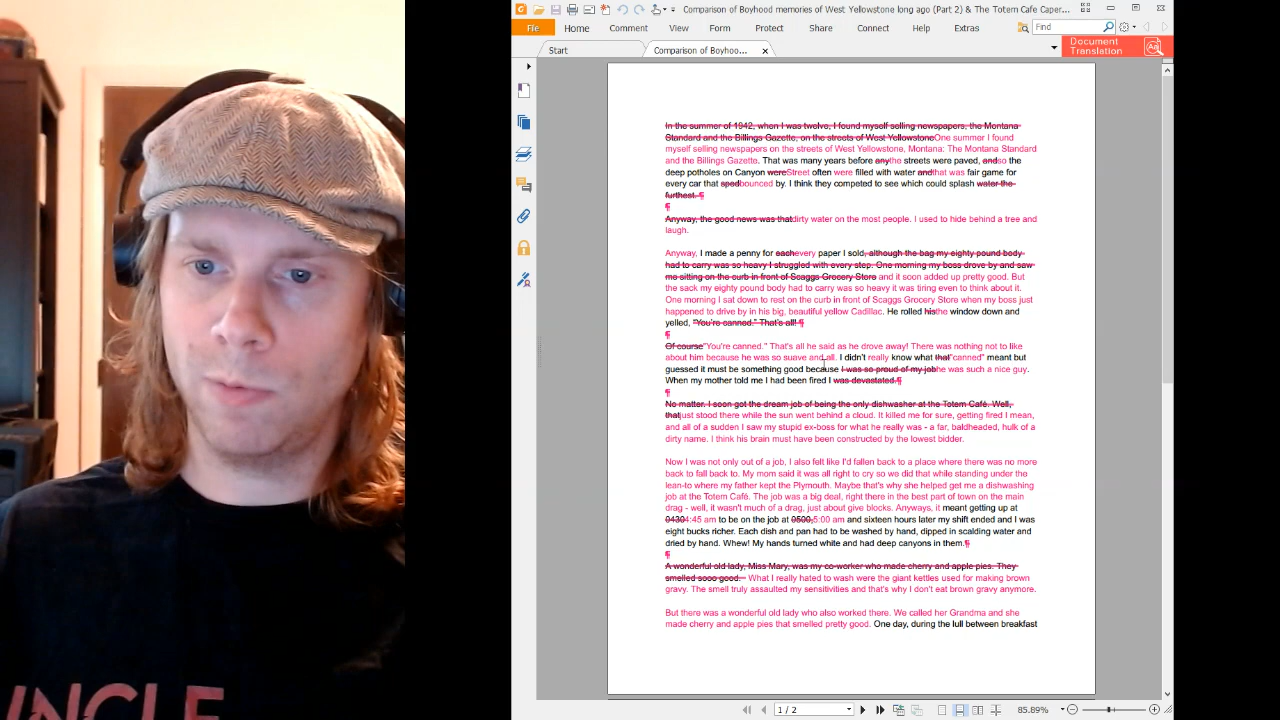 Comparison of Boyhood memories of West Yellowstone long ago (Part 2) & The Totem Cafe Caper...
File Home Comment View Form Protect Share Connect Help Extras Find
Start Comparison of Boyhoo... Document Translation
In the summer of 1942, when I was twelve, I found myself selling newspapers, the Montana
Standard and the Billings Gazette, on the streets of West YellowstoneOne summer I found
myself selling newspapers on the streets of West Yellowstone, Montana: The Montana Standard
and the Billings Gazette. That was many years before anythe streets were paved, andso the
deep potholes on Canyon wereStreet often were filled with water andthat was fair game for
every car that spedbounced by. I think they competed to see which could splash water the
furthest. ¶
¶
Anyway, the good news was thatdirty water on the most people. I used to hide behind a tree and
laugh.
Anyway, I made a penny for eachevery paper I sold, although the bag my eighty pound body
had to carry was so heavy I struggled with every step. One morning my boss drove by and saw
me sitting on the curb in front of Scaggs Grocery Store and it soon added up pretty good. But
the sack my eighty pound body had to carry was so heavy it was tiring even to think about it.
One morning I sat down to rest on the curb in front of Scaggs Grocery Store when my boss just
happened to drive by in his big, beautiful yellow Cadillac. He rolled histhe window down and
yelled, "You're canned." That's all! ¶
¶
Of course"You're canned." That's all he said as he drove away! There was nothing not to like
about him because he was so suave and all. I didn't really know what that"canned" meant but
guessed it must be something good because I was so proud of my jobhe was such a nice guy.
When my mother told me I had been fired I was devastated.¶
¶
No matter. I soon got the dream job of being the only dishwasher at the Totem Café. Well,
thatjust stood there while the sun went behind a cloud. It killed me for sure, getting fired I mean,
and all of a sudden I saw my stupid ex-boss for what he really was - a far, baldheaded, hulk of a
dirty name. I think his brain must have been constructed by the lowest bidder.
Now I was not only out of a job, I also felt like I'd fallen back to a place where there was no more
back to fall back to. My mom said it was all right to cry so we did that while standing under the
lean-to where my father kept the Plymouth. Maybe that's why she helped get me a dishwashing
job at the Totem Café. The job was a big deal, right there in the best part of town on the main
drag - well, it wasn't much of a drag, just about give blocks. Anyways, it meant getting up at
04304:45 am to be on the job at 0500;5:00 am and sixteen hours later my shift ended and I was
eight bucks richer. Each dish and pan had to be washed by hand, dipped in scalding water and
dried by hand. Whew! My hands turned white and had deep canyons in them.¶
¶
A wonderful old lady, Miss Mary, was my co-worker who made cherry and apple pies. They
smelled sooo good. What I really hated to wash were the giant kettles used for making brown
gravy. The smell truly assaulted my sensitivities and that's why I don't eat brown gravy anymore.
But there was a wonderful old lady who also worked there. We called her Grandma and she
made cherry and apple pies that smelled pretty good. One day, during the lull between breakfast
1 / 2 85.89%